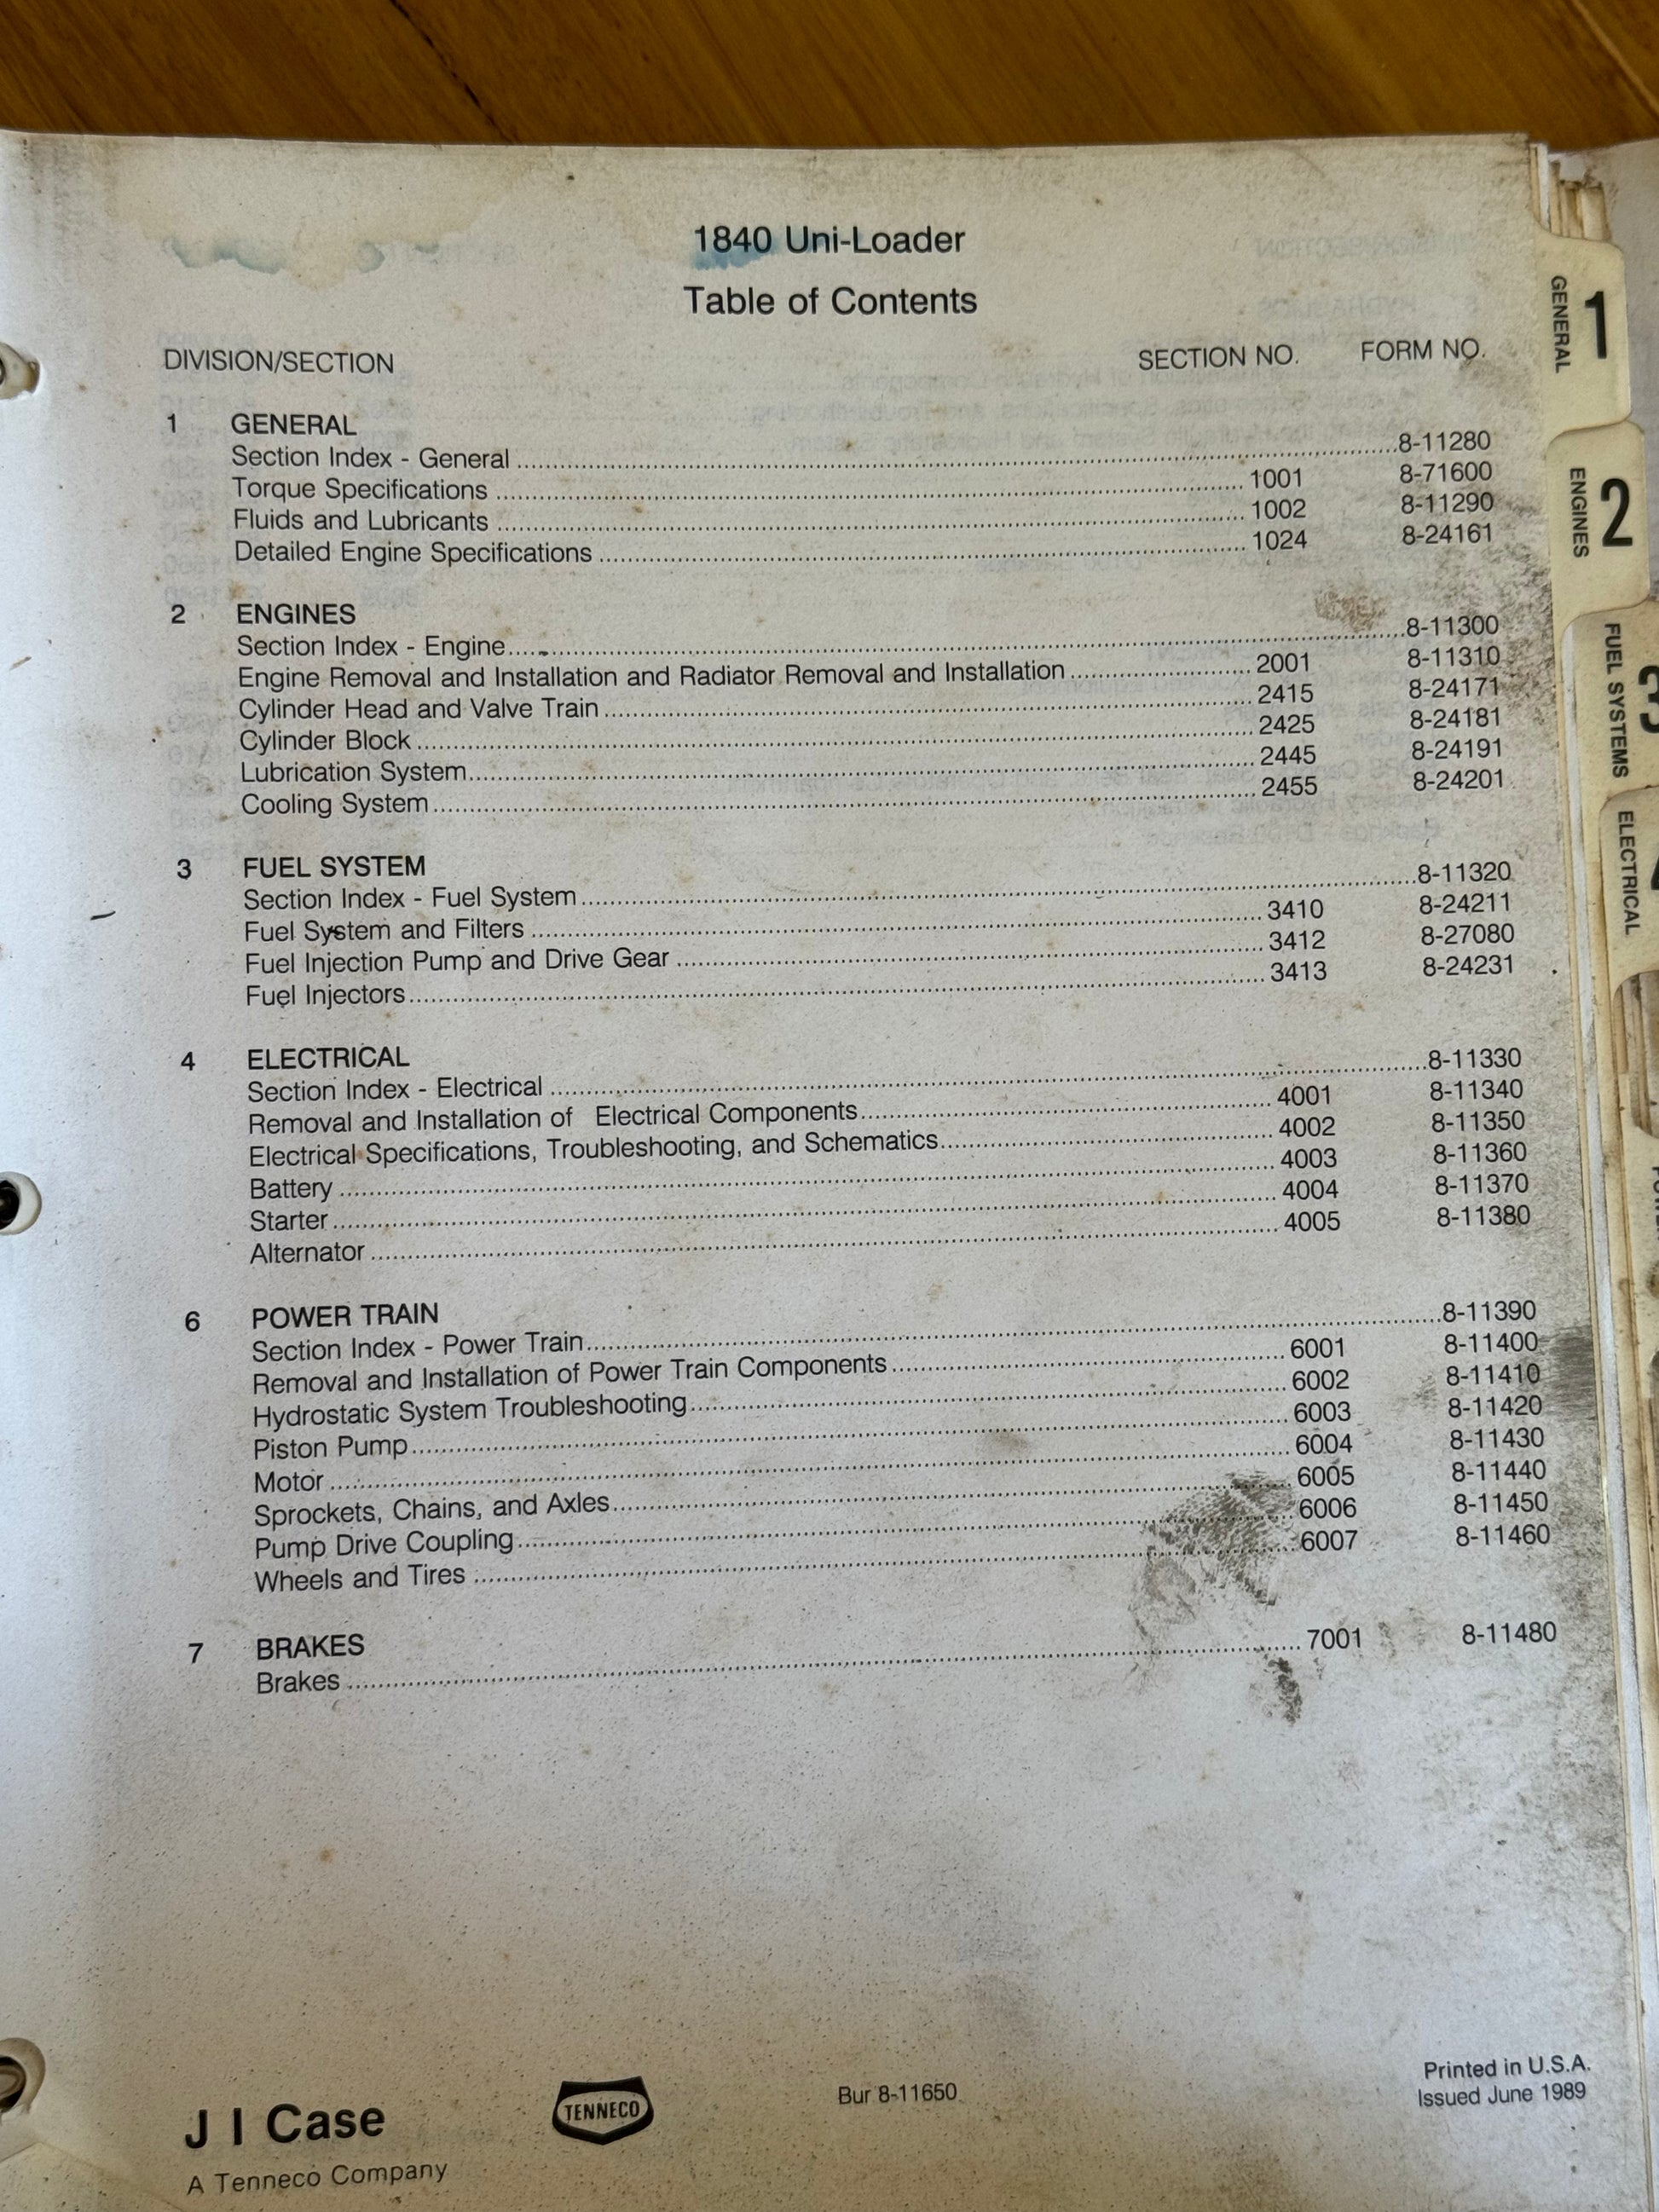 1840 Uni-Loader
Table of Contents
DIVISION/SECTION SECTION NO. FORM NO.
1 GENERAL
Section Index - General ........ 8-11280
Torque Specifications ........ 1001 8-71600
Fluids and Lubricants ........ 1002 8-11290
Detailed Engine Specifications ........ 1024 8-24161
2 ENGINES
Section Index - Engine ........ 8-11300
Engine Removal and Installation and Radiator Removal and Installation ........ 2001 8-11310
Cylinder Head and Valve Train ........ 2415 8-24171
Cylinder Block ........ 2425 8-24181
Lubrication System ........ 2445 8-24191
Cooling System ........ 2455 8-24201
3 FUEL SYSTEM
Section Index - Fuel System ........ 8-11320
Fuel System and Filters ........ 3410 8-24211
Fuel Injection Pump and Drive Gear ........ 3412 8-27080
Fuel Injectors ........ 3413 8-24231
4 ELECTRICAL
Section Index - Electrical ........ 8-11330
Removal and Installation of Electrical Components ........ 4001 8-11340
Electrical Specifications, Troubleshooting, and Schematics ........ 4002 8-11350
Battery ........ 4003 8-11360
Starter ........ 4004 8-11370
Alternator ........ 4005 8-11380
6 POWER TRAIN
Section Index - Power Train ........ 8-11390
Removal and Installation of Power Train Components ........ 6001 8-11400
Hydrostatic System Troubleshooting ........ 6002 8-11410
Piston Pump ........ 6003 8-11420
Motor ........ 6004 8-11430
Sprockets, Chains, and Axles ........ 6005 8-11440
Pump Drive Coupling ........ 6006 8-11450
Wheels and Tires ........ 6007 8-11460
7 BRAKES
Brakes ........ 7001 8-11480
J I Case
A Tenneco Company
TENNECO
Bur 8-11650
Printed in U.S.A.
Issued June 1989
1 GENERAL
2 ENGINES
3 FUEL SYSTEMS
ELECTRICAL